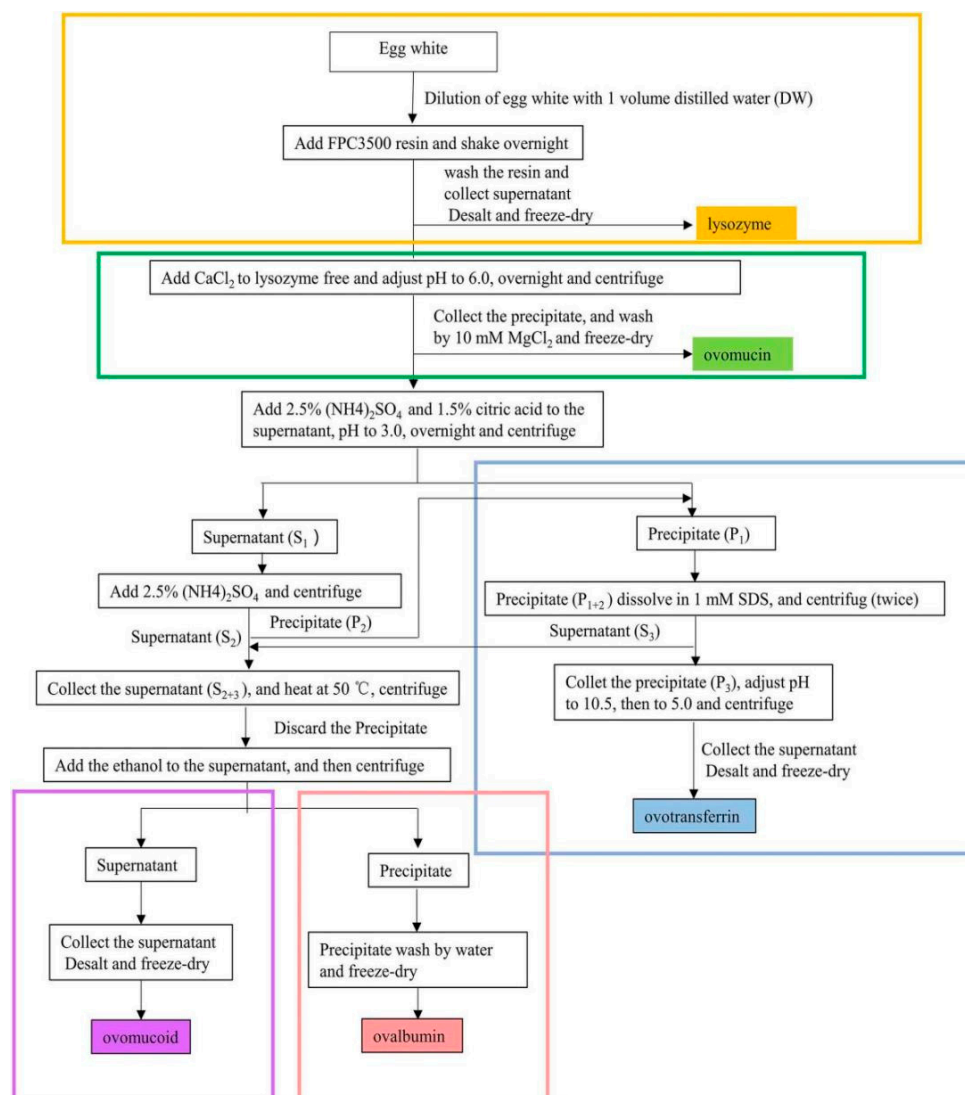 Egg white
Dilution of egg white with 1 volume distilled water (DW)
Add FPC3500 resin and shake overnight
wash the resin and
collect supernatant
Desalt and freeze-dry
lysozyme
Add CaCl₂ to lysozyme free and adjust pH to 6.0, overnight and centrifuge
Collect the precipitate, and wash
by 10 mM MgCl₂ and freeze-dry
ovomucin
Add 2.5% (NH4)₂SO₄ and 1.5% citric acid to the
supernatant, pH to 3.0, overnight and centrifuge
Supernatant (S₁)
Precipitate (P₁)
Add 2.5% (NH4)₂SO₄ and centrifuge
Precipitate (P₁₊₂) dissolve in 1 mM SDS, and centrifug (twice)
Precipitate (P₂)
Supernatant (S₂)
Supernatant (S₃)
Collect the supernatant (S₂₊₃), and heat at 50 ℃, centrifuge
Collet the precipitate (P₃), adjust pH
to 10.5, then to 5.0 and centrifuge
Discard the Precipitate
Collect the supernatant
Desalt and freeze-dry
Add the ethanol to the supernatant, and then centrifuge
ovotransferrin
Supernatant
Precipitate
Collect the supernatant
Desalt and freeze-dry
Precipitate wash by water
and freeze-dry
ovomucoid
ovalbumin